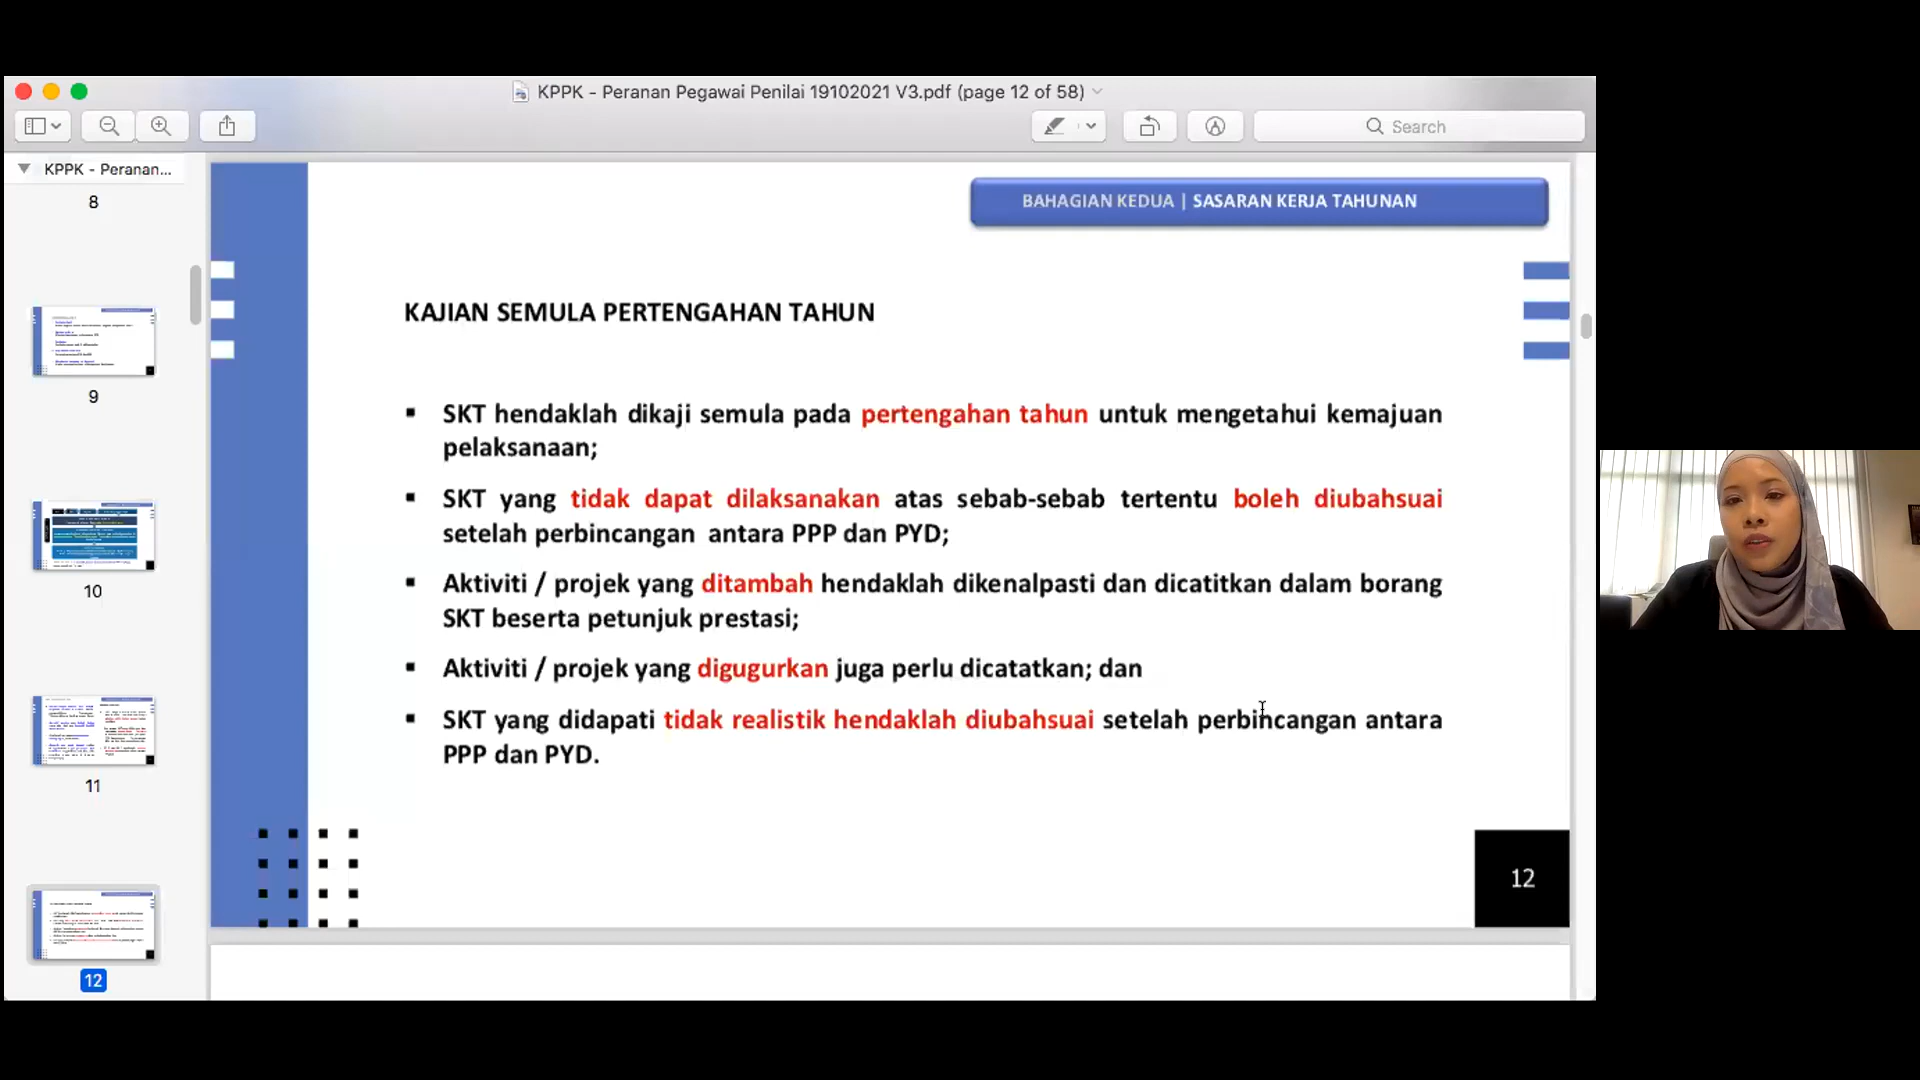 KPPK - Peranan Pegawai Penilai 19102021 V3.pdf (page 12 of 58)
Search
KPPK - Peranan...
8
9
10
11
12
BAHAGIAN KEDUA | SASARAN KERJA TAHUNAN
KAJIAN SEMULA PERTENGAHAN TAHUN
▪ SKT hendaklah dikaji semula pada pertengahan tahun untuk mengetahui kemajuan
pelaksanaan;
▪ SKT yang tidak dapat dilaksanakan atas sebab-sebab tertentu boleh diubahsuai
setelah perbincangan antara PPP dan PYD;
▪ Aktiviti / projek yang ditambah hendaklah dikenalpasti dan dicatitkan dalam borang
SKT beserta petunjuk prestasi;
▪ Aktiviti / projek yang digugurkan juga perlu dicatatkan; dan
▪ SKT yang didapati tidak realistik hendaklah diubahsuai setelah perbincangan antara
PPP dan PYD.
12